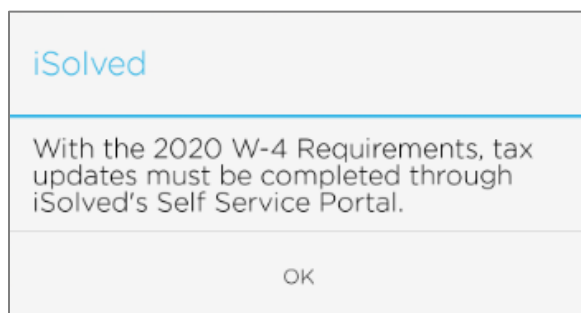 iSolved
With the 2020 W-4 Requirements, tax
updates must be completed through
iSolved's Self Service Portal.
OK